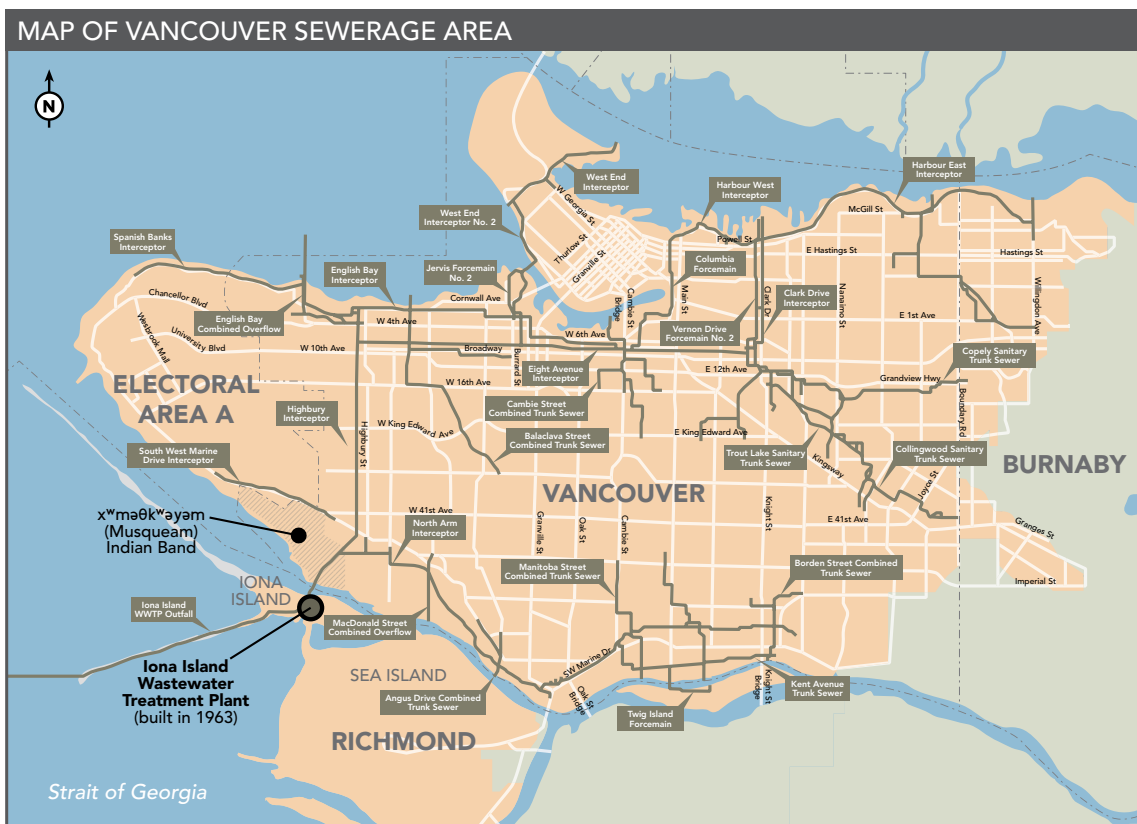 MAP OF VANCOUVER SEWERAGE AREA
N
West End
Interceptor
Harbour West
Interceptor
Harbour East
Interceptor
W Georgia St
West End
Interceptor No. 2
McGill St
Spanish Banks
Interceptor
Thurlow St
Powell St
E Hastings St
Hastings St
English Bay
Interceptor
Jervis Forcemain
No. 2
Granville St
Columbia
Forcemain
Chancellor Blvd
Cornwall Ave
Cambie St
Bridge
Main St
Clark Dr
Clark Drive
Interceptor
Nanaimo St
Willingdon Ave
English Bay
Combined Overflow
W 4th Ave
W 6th Ave
Vernon Drive
Forcemain No. 2
E 1st Ave
Wesbrook Mall
University Blvd
W 10th Ave
Broadway
Burrard St
Eight Avenue
Interceptor
E 12th Ave
Copely Sanitary
Trunk Sewer
Grandview Hwy
ELECTORAL
AREA A
W 16th Ave
Cambie Street
Combined Trunk Sewer
Boundary Rd
Highbury
Interceptor
Highbury St
W King Edward Ave
Balaclava Street
Combined Trunk Sewer
E King Edward Ave
Trout Lake Sanitary
Trunk Sewer
Kingsway
Collingwood Sanitary
Trunk Sewer
South West Marine
Drive Interceptor
Joyce St
BURNABY
VANCOUVER
xʷməθkʷəy̓əm
(Musqueam)
Indian Band
W 41st Ave
North Arm
Interceptor
Granville St
Oak St
Cambie St
Knight St
E 41st Ave
Granges St
Manitoba Street
Combined Trunk Sewer
Borden Street Combined
Trunk Sewer
Imperial St
IONA
ISLAND
Iona Island
WWTP Outfall
MacDonald Street
Combined Overflow
Iona Island
Wastewater
Treatment Plant
(built in 1963)
SEA ISLAND
SW Marine Dr
Angus Drive Combined
Trunk Sewer
Oak St
Bridge
Knight St
Bridge
Kent Avenue
Trunk Sewer
Twig Island
Forcemain
RICHMOND
Strait of Georgia